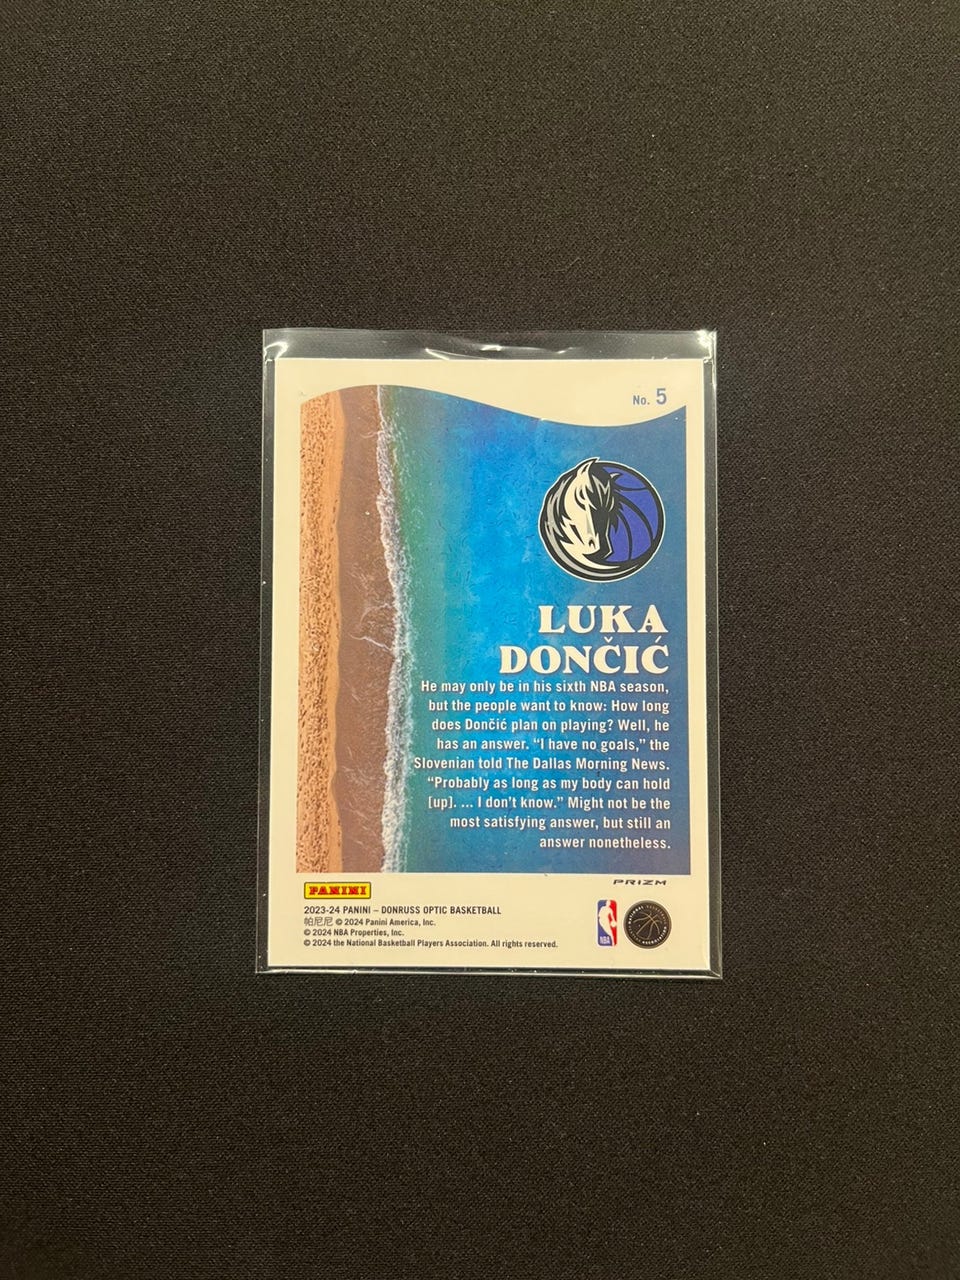 No. 5
LUKA
DONČIĆ
He may only be in his sixth NBA season,
but the people want to know: How long
does Dončić plan on playing? Well, he
has an answer. “I have no goals,” the
Slovenian told The Dallas Morning News.
“Probably as long as my body can hold
[up]. ... I don’t know.” Might not be the
most satisfying answer, but still an
answer nonetheless.
PRIZM
PANINI
2023-24 PANINI – DONRUSS OPTIC BASKETBALL
帕尼尼 © 2024 Panini America, Inc.
© 2024 NBA Properties, Inc.
© 2024 the National Basketball Players Association. All rights reserved.
NBA